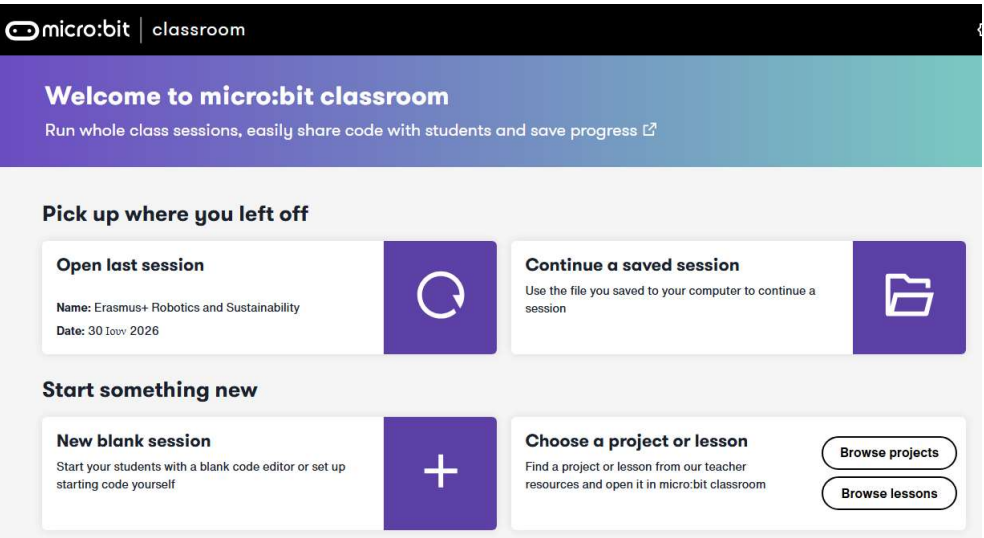 micro:bit | classroom
Welcome to micro:bit classroom
Run whole class sessions, easily share code with students and save progress
Pick up where you left off
Open last session
Name: Erasmus+ Robotics and Sustainability
Date: 30 Ιουν 2026
Continue a saved session
Use the file you saved to your computer to continue a
session
Start something new
New blank session
Start your students with a blank code editor or set up
starting code yourself
Choose a project or lesson
Find a project or lesson from our teacher
resources and open it in micro:bit classroom
Browse projects
Browse lessons